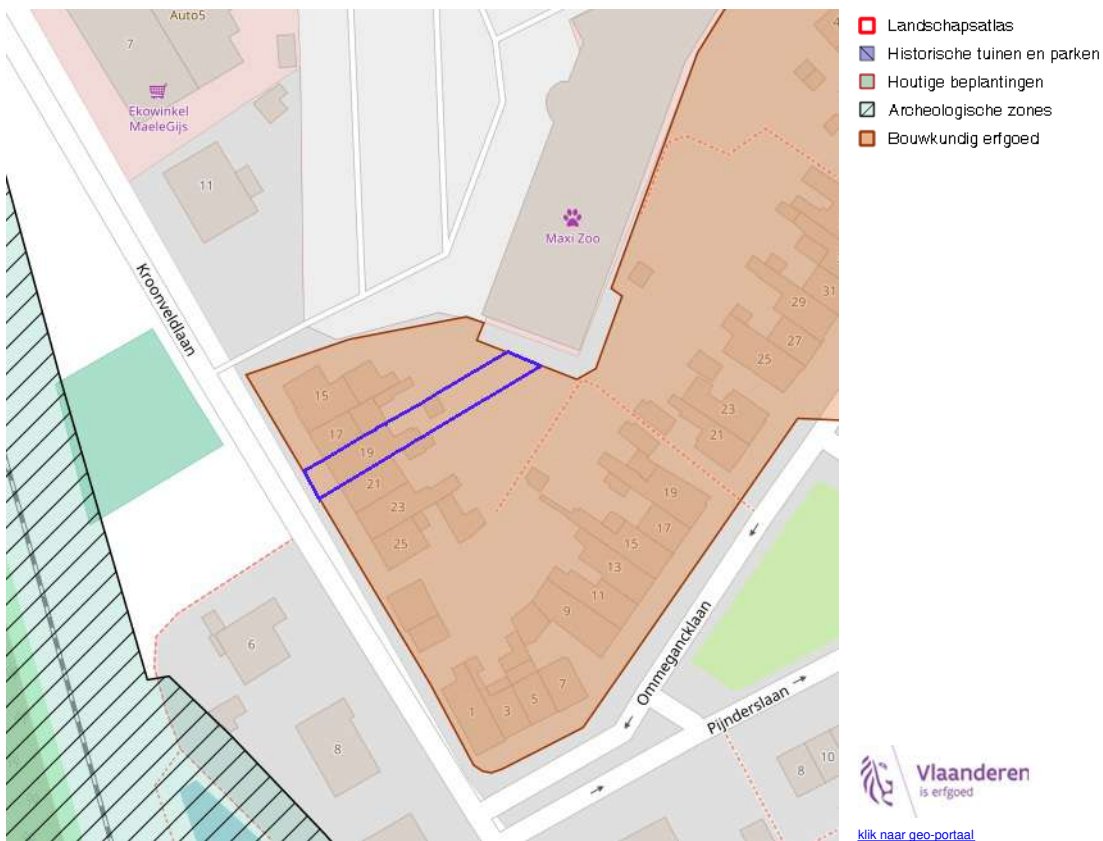 Auto5
7
Ekowinkel
MaeleGijs
11
Maxi Zoo
Kroonveldlaan
15
17
19
21
23
25
29
31
27
25
23
21
19
17
15
13
11
9
7
5
3
1
6
8
Ommegancklaan
Pijnderslaan
8
10
Landschapsatlas
Historische tuinen en parken
Houtige beplantingen
Archeologische zones
Bouwkundig erfgoed
Vlaanderen
is erfgoed
klik naar geo-portaal